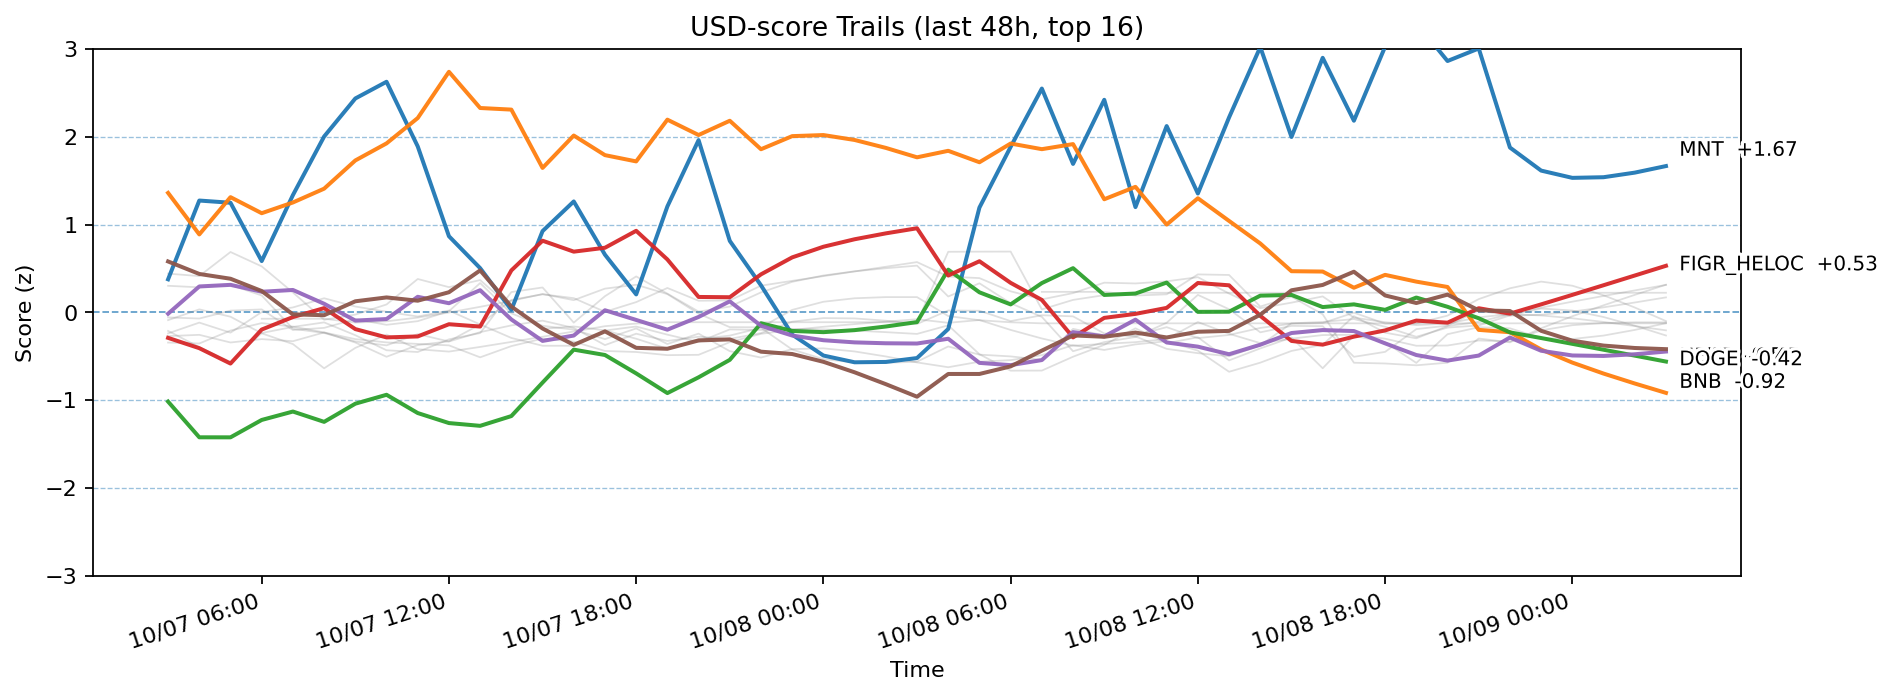 USD-score Trails (last 48h, top 16)
Score (z)
3
2
1
0
−1
−2
−3
MNT +1.67
FIGR_HELOC +0.53
DOGE -0.42
BNB -0.92
10/07 06:00
10/07 12:00
10/07 18:00
10/08 00:00
10/08 06:00
10/08 12:00
10/08 18:00
10/09 00:00
Time